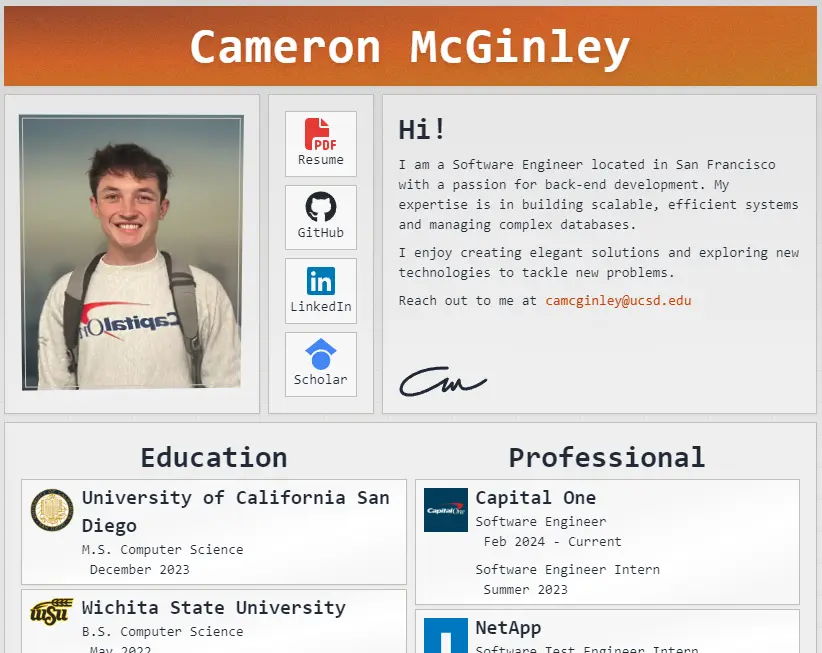 Cameron McGinley
CapitalOne
PDF
Resume
GitHub
in
LinkedIn
Scholar
Hi!
I am a Software Engineer located in San Francisco
with a passion for back-end development. My
expertise is in building scalable, efficient systems
and managing complex databases.
I enjoy creating elegant solutions and exploring new
technologies to tackle new problems.
Reach out to me at camcginley@ucsd.edu
Education
University of California San
Diego
M.S. Computer Science
December 2023
WSU
Wichita State University
B.S. Computer Science
May 2022
Professional
CapitalOne
Capital One
Software Engineer
Feb 2024 - Current
Software Engineer Intern
Summer 2023
NetApp
Software Test Engineer Intern